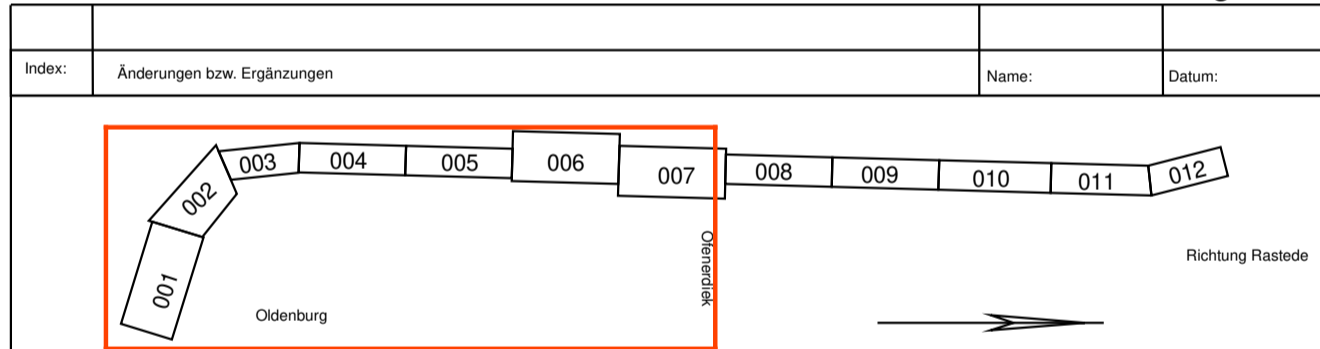 Index:
Änderungen bzw. Ergänzungen
Name:
Datum:
001
002
003
004
005
006
007
008
009
010
011
012
Ofenerdiek
Richtung Rastede
Oldenburg